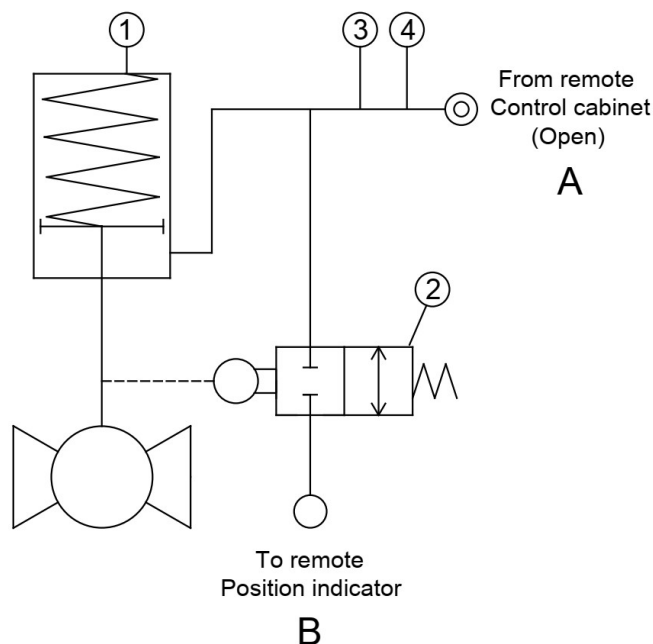 1
3
4
From remote
Control cabinet
(Open)
A
2
To remote
Position indicator
B